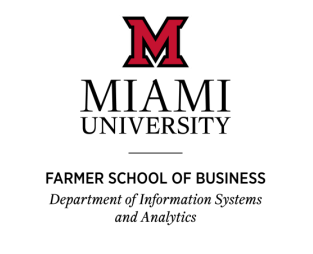 M
MIAMI
UNIVERSITY
FARMER SCHOOL OF BUSINESS
Department of Information Systems
and Analytics